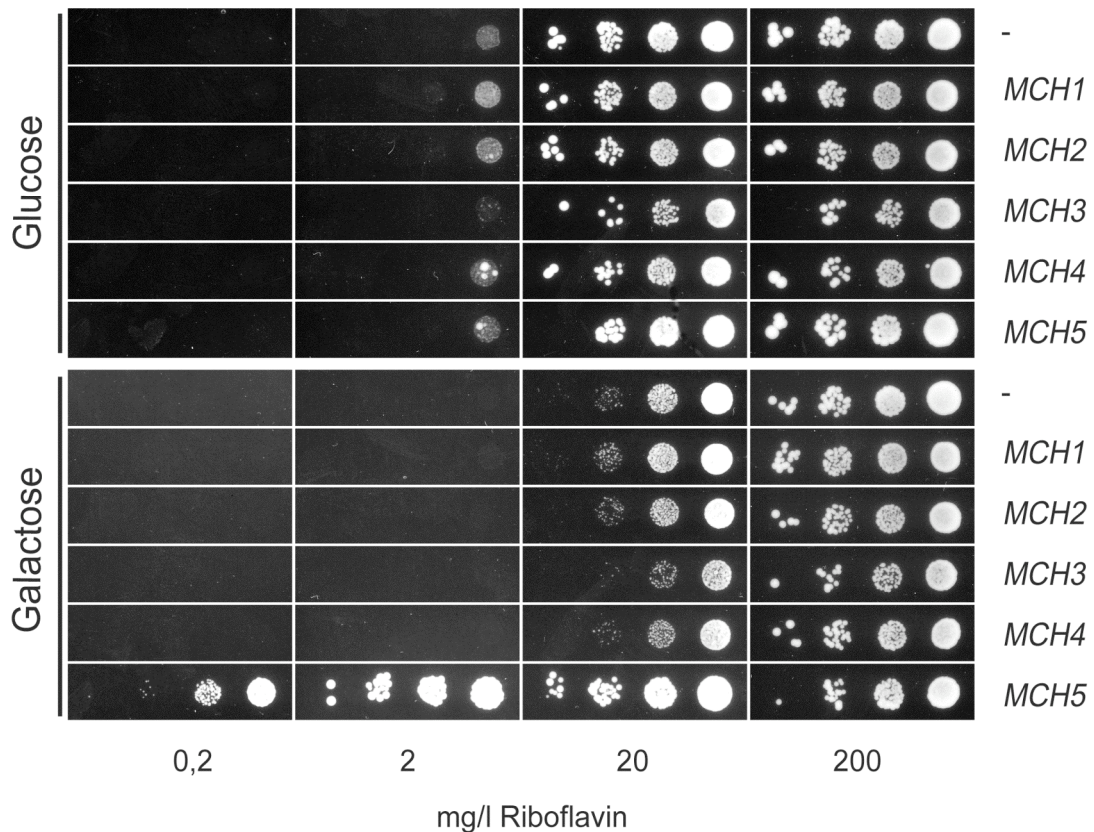 Glucose
-
MCH1
MCH2
MCH3
MCH4
MCH5
Galactose
-
MCH1
MCH2
MCH3
MCH4
MCH5
0,2 2 20 200
mg/l Riboflavin